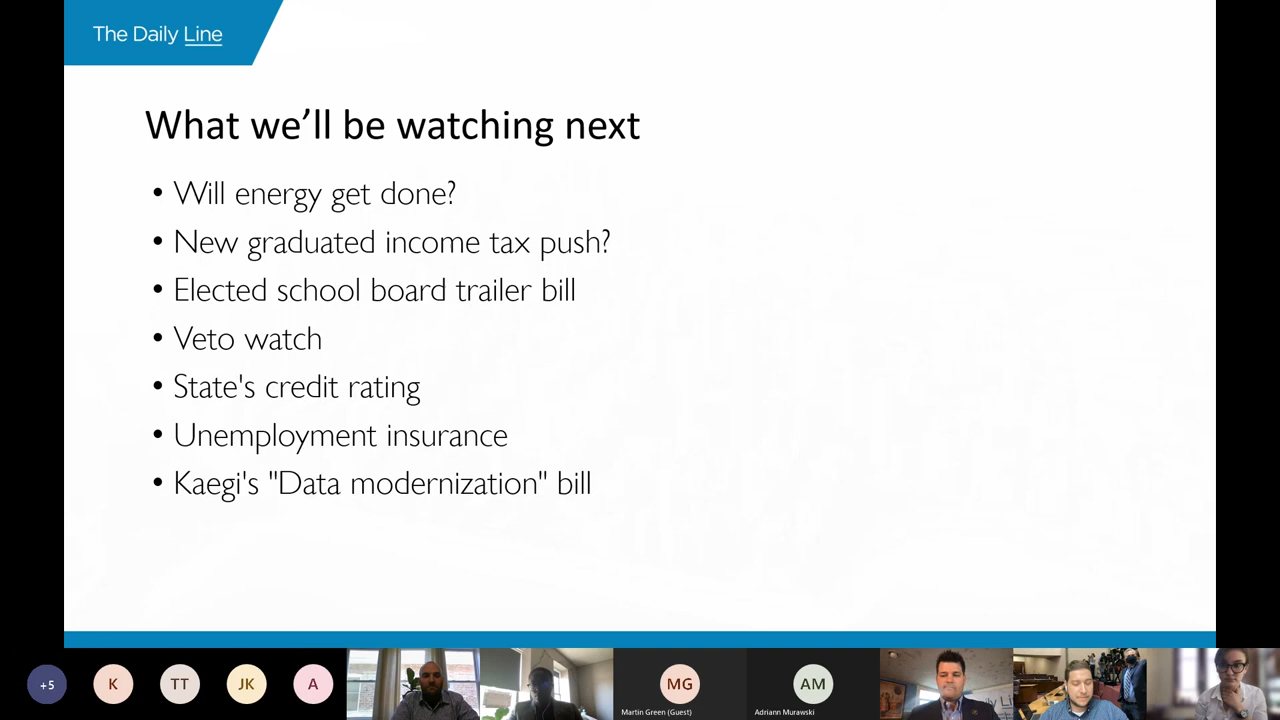 The Daily Line
What we’ll be watching next
• Will energy get done?
• New graduated income tax push?
• Elected school board trailer bill
• Veto watch
• State's credit rating
• Unemployment insurance
• Kaegi's "Data modernization" bill
+5
K
TT
JK
A
MG
Martin Green (Guest)
AM
Adriann Murawski